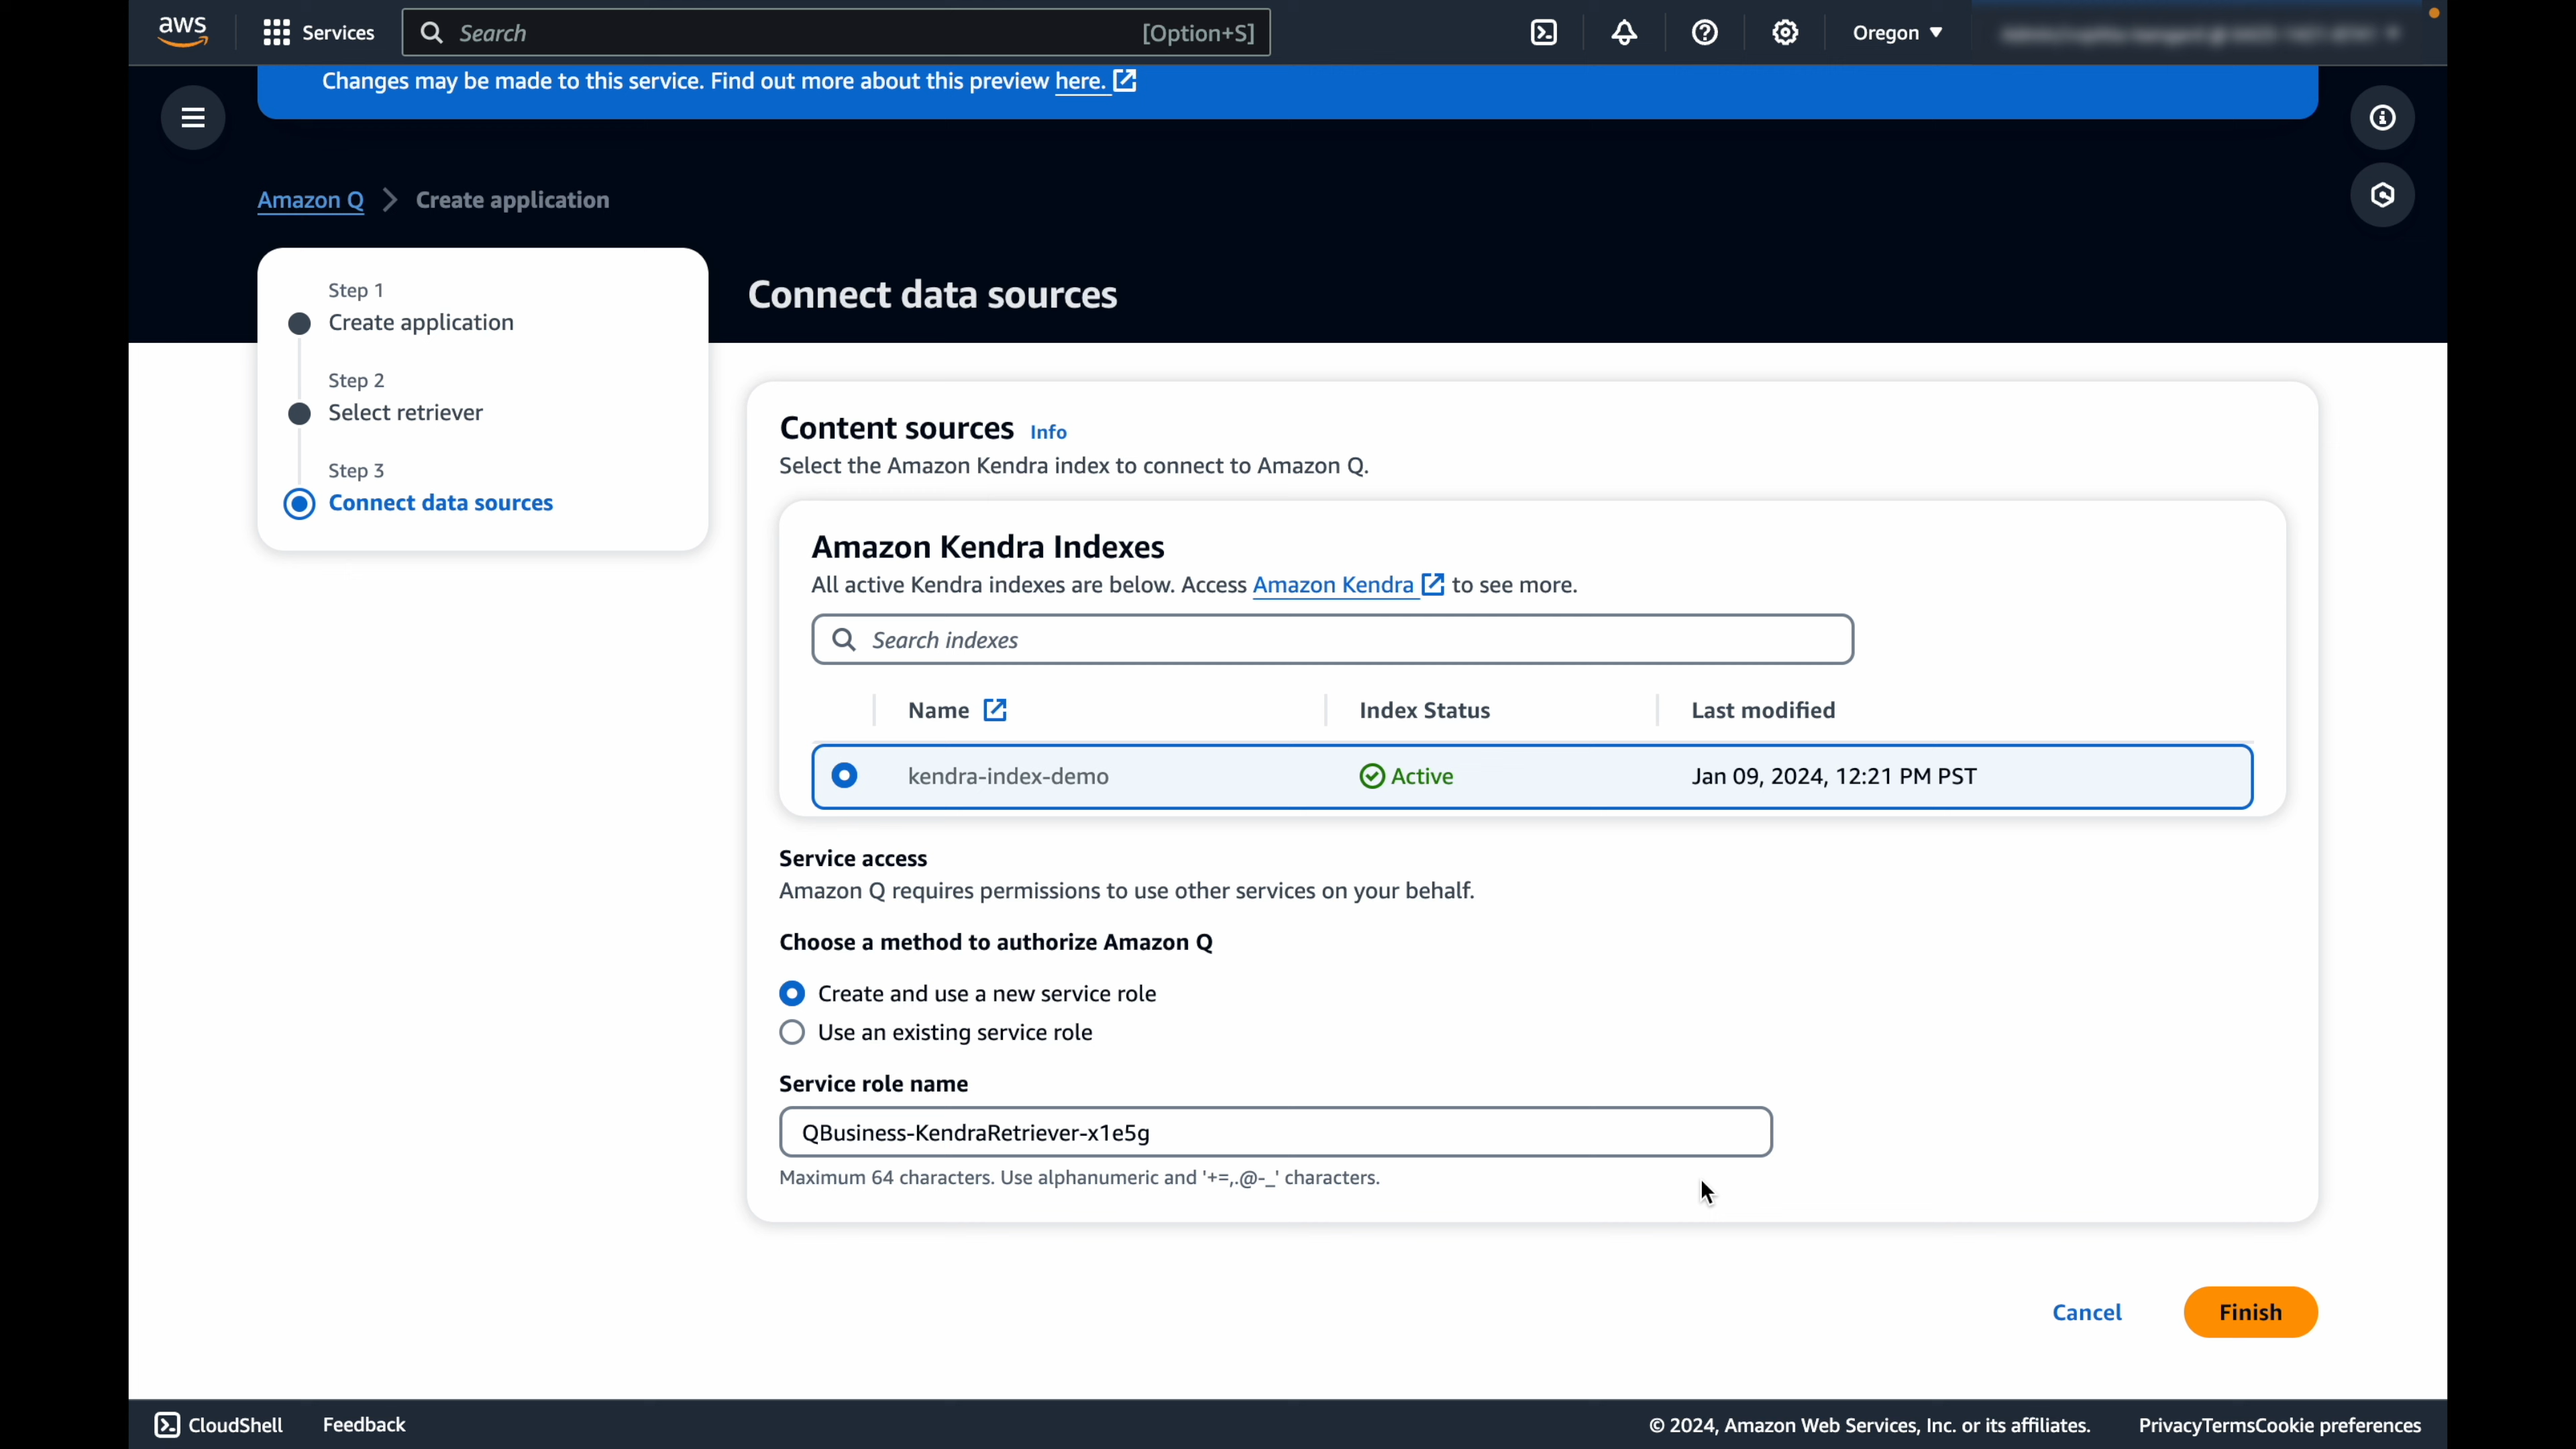 aws
Services
Search
[Option+S]
Oregon
Changes may be made to this service. Find out more about this preview here.
Amazon Q
Create application
Step 1
Create application
Step 2
Select retriever
Step 3
Connect data sources
Connect data sources
Content sources Info
Select the Amazon Kendra index to connect to Amazon Q.
Amazon Kendra Indexes
All active Kendra indexes are below. Access Amazon Kendra to see more.
Search indexes
Name
Index Status
Last modified
kendra-index-demo
Active
Jan 09, 2024, 12:21 PM PST
Service access
Amazon Q requires permissions to use other services on your behalf.
Choose a method to authorize Amazon Q
Create and use a new service role
Use an existing service role
Service role name
QBusiness-KendraRetriever-x1e5g
Maximum 64 characters. Use alphanumeric and '+=,.@-_' characters.
Cancel
Finish
CloudShell
Feedback
© 2024, Amazon Web Services, Inc. or its affiliates.
PrivacyTermsCookie preferences